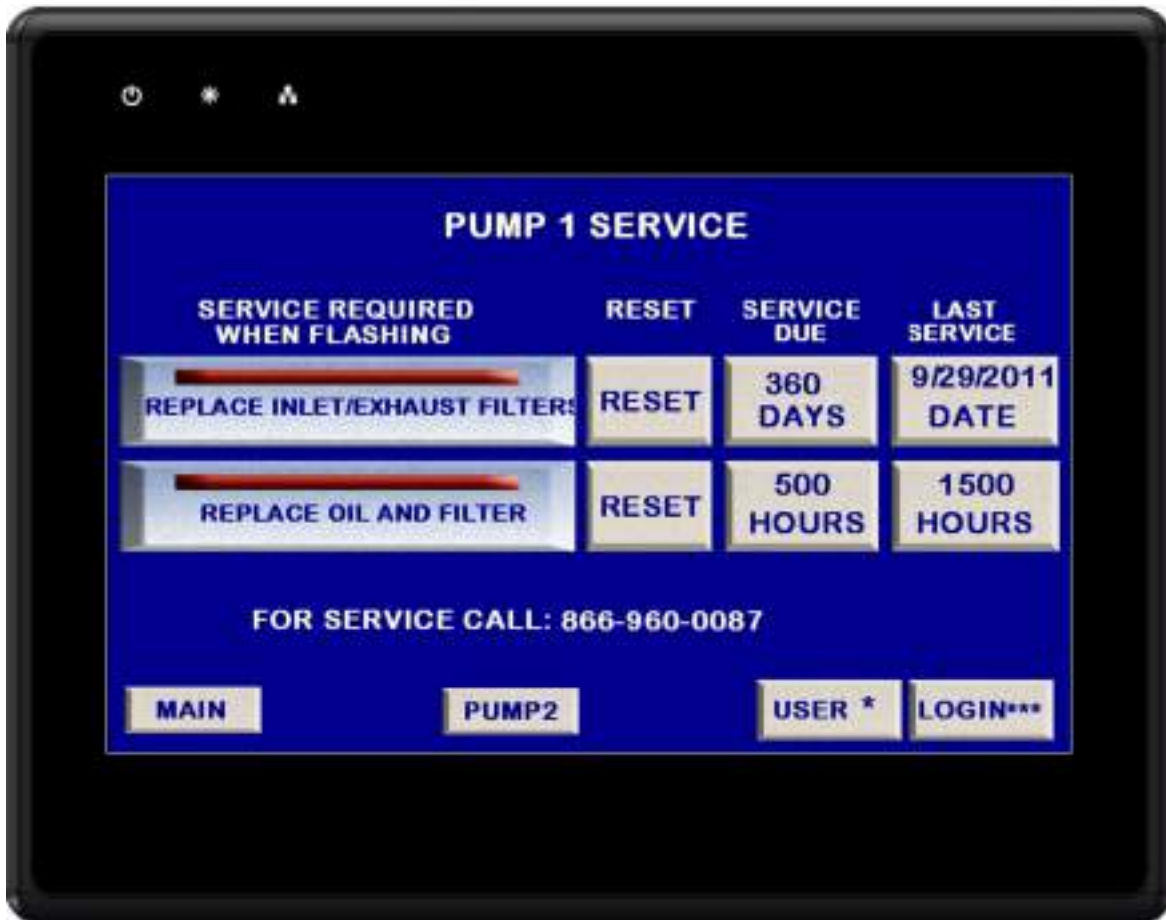 PUMP 1 SERVICE
SERVICE REQUIRED
WHEN FLASHING
RESET
SERVICE
DUE
LAST
SERVICE
REPLACE INLET/EXHAUST FILTERS
RESET
360
DAYS
9/29/2011
DATE
REPLACE OIL AND FILTER
RESET
500
HOURS
1500
HOURS
FOR SERVICE CALL: 866-960-0087
MAIN
PUMP2
USER *
LOGIN***